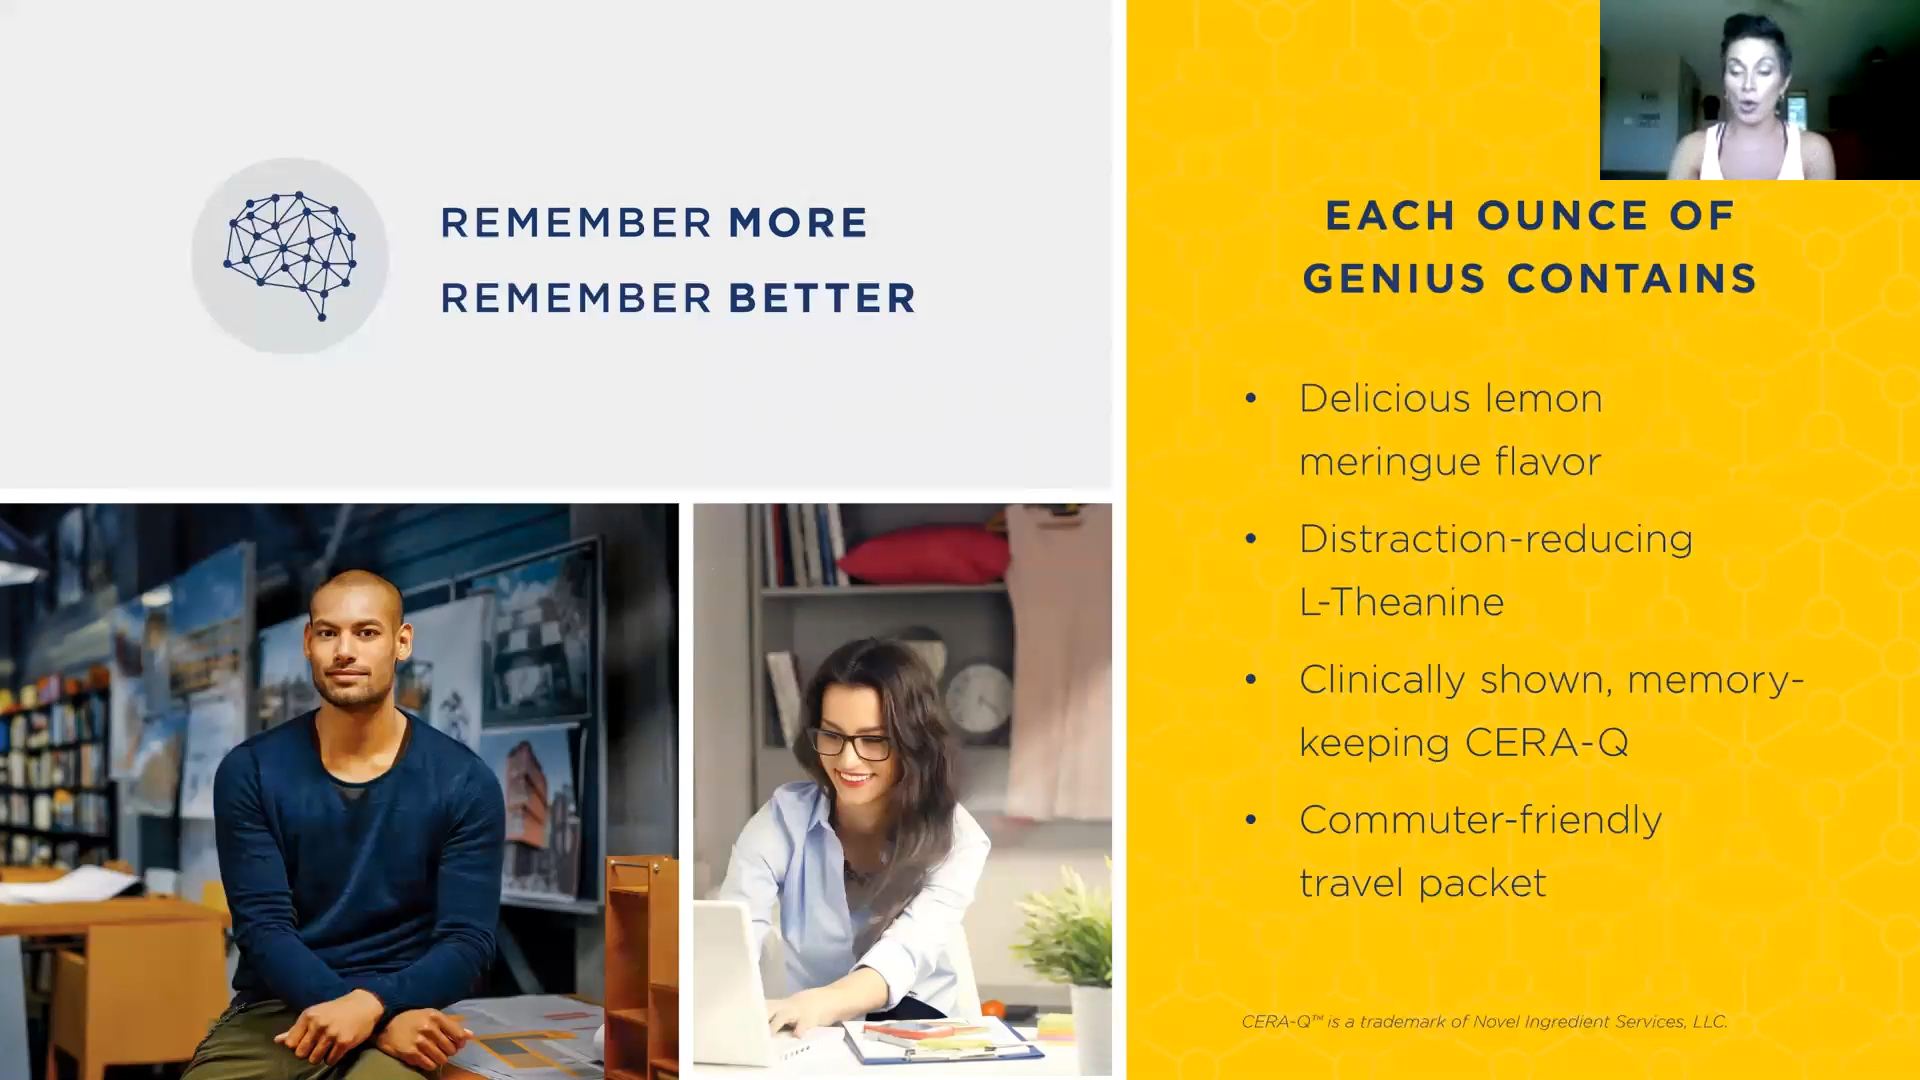 REMEMBER MORE
REMEMBER BETTER
EACH OUNCE OF
GENIUS CONTAINS
• Delicious lemon
meringue flavor
• Distraction-reducing
L-Theanine
• Clinically shown, memory-
keeping CERA-Q
• Commuter-friendly
travel packet
CERA-Q™ is a trademark of Novel Ingredient Services, LLC.